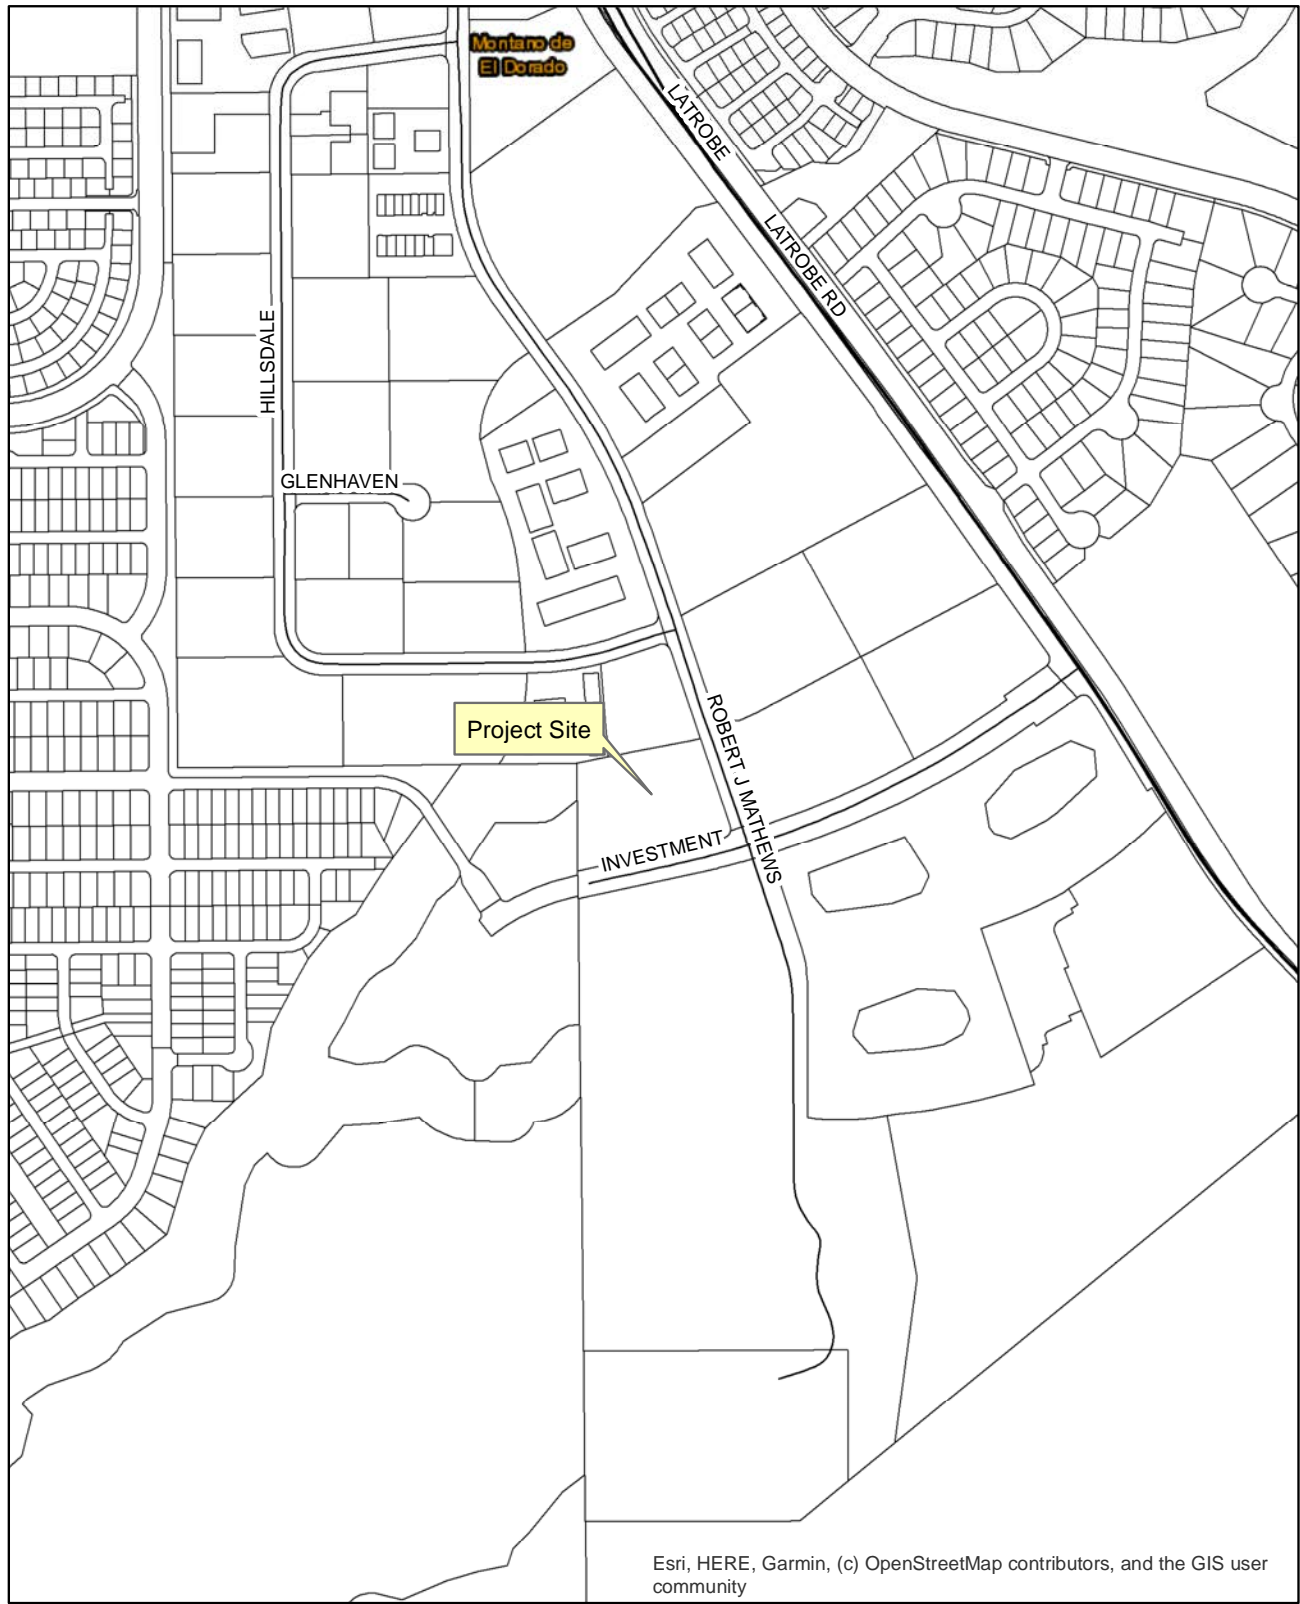 Montano de
El Dorado
LATROBE
LATROBE RD
HILLSDALE
GLENHAVEN
Project Site
ROBERT J MATHEWS
INVESTMENT
Esri, HERE, Garmin, (c) OpenStreetMap contributors, and the GIS user
community